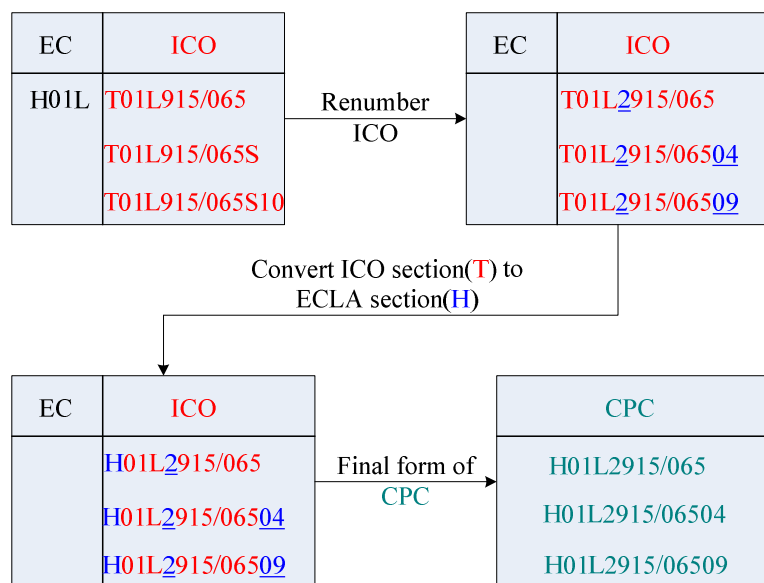 EC ICO
H01L T01L915/065
T01L915/065S
T01L915/065S10
Renumber
ICO
EC ICO
T01L2915/065
T01L2915/06504
T01L2915/06509
Convert ICO section(T) to
ECLA section(H)
EC ICO
H01L2915/065
H01L2915/06504
H01L2915/06509
Final form of
CPC
CPC
H01L2915/065
H01L2915/06504
H01L2915/06509